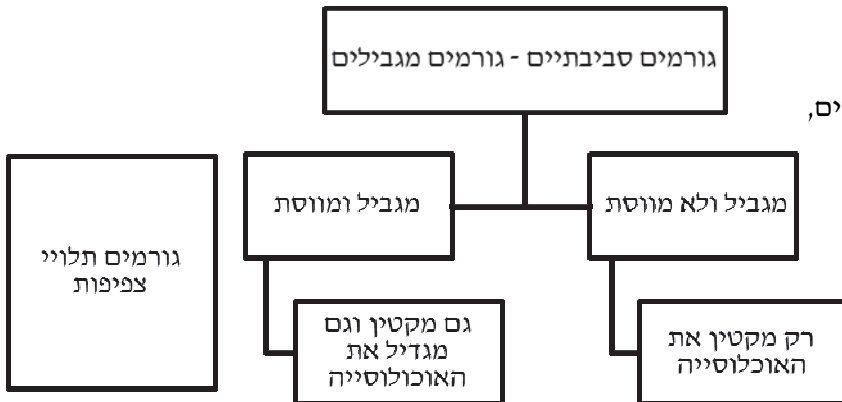 גורמים סביבתיים - גורמים מגבילים
ים,
מגביל ולא מווסת
מגביל ומווסת
גורמים תלויי
צפיפות
רק מקטין את
האוכלוסייה
גם מקטין וגם
מגדיל את
האוכולוסייה